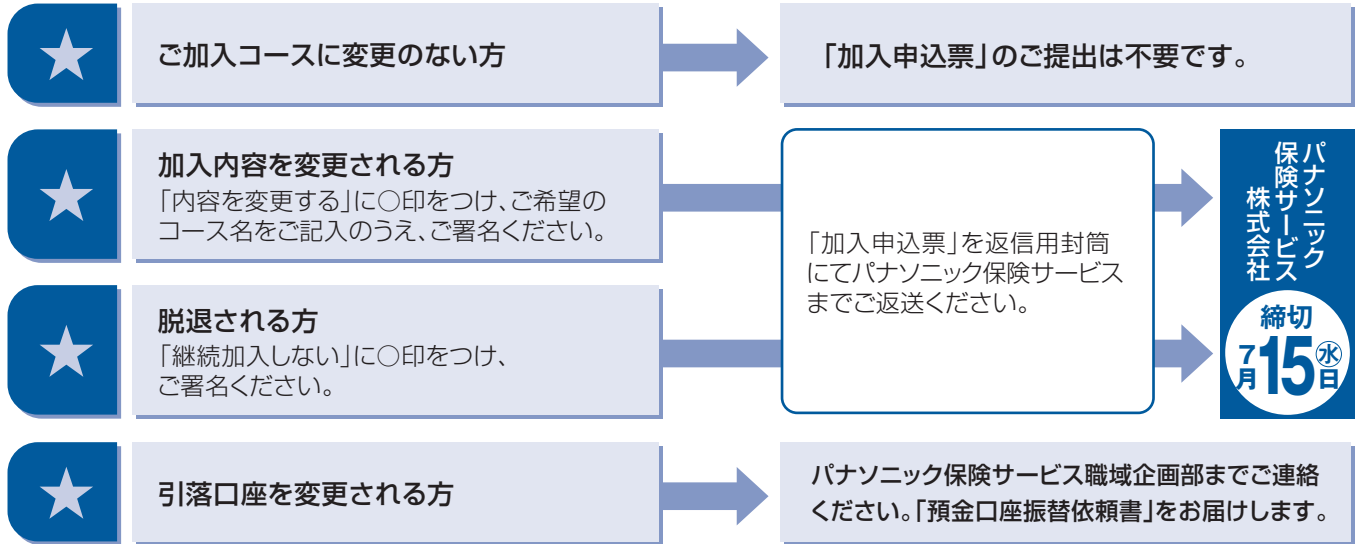 ご加入コースに変更のない方
「加入申込票」のご提出は不要です。
加入内容を変更される方
「内容を変更する」に○印をつけ、ご希望の
コース名をご記入のうえ、ご署名ください。
脱退される方
「継続加入しない」に○印をつけ、
ご署名ください。
「加入申込票」を返信用封筒
にてパナソニック保険サービス
までご返送ください。
パナソニック
保険サービス
株式会社
締切
7月15日㊌
引落口座を変更される方
パナソニック保険サービス職域企画部までご連絡
ください。「預金口座振替依頼書」をお届けします。